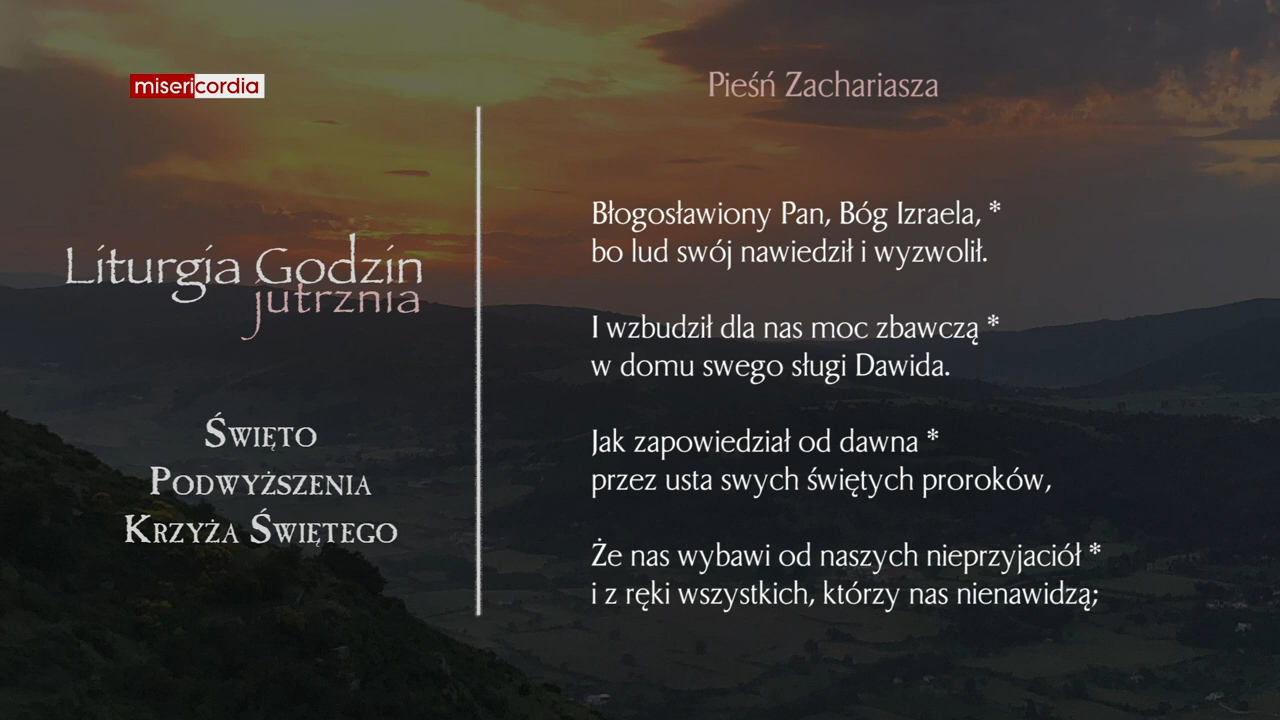 misericordia
Liturgia Godzin
jutrznia
Święto
Podwyższenia
Krzyża Świętego
Pieśń Zachariasza
Błogosławiony Pan, Bóg Izraela, *
bo lud swój nawiedził i wyzwolił.
I wzbudził dla nas moc zbawczą *
w domu swego sługi Dawida.
Jak zapowiedział od dawna *
przez usta swych świętych proroków,
Że nas wybawi od naszych nieprzyjaciół *
i z ręki wszystkich, którzy nas nienawidzą;